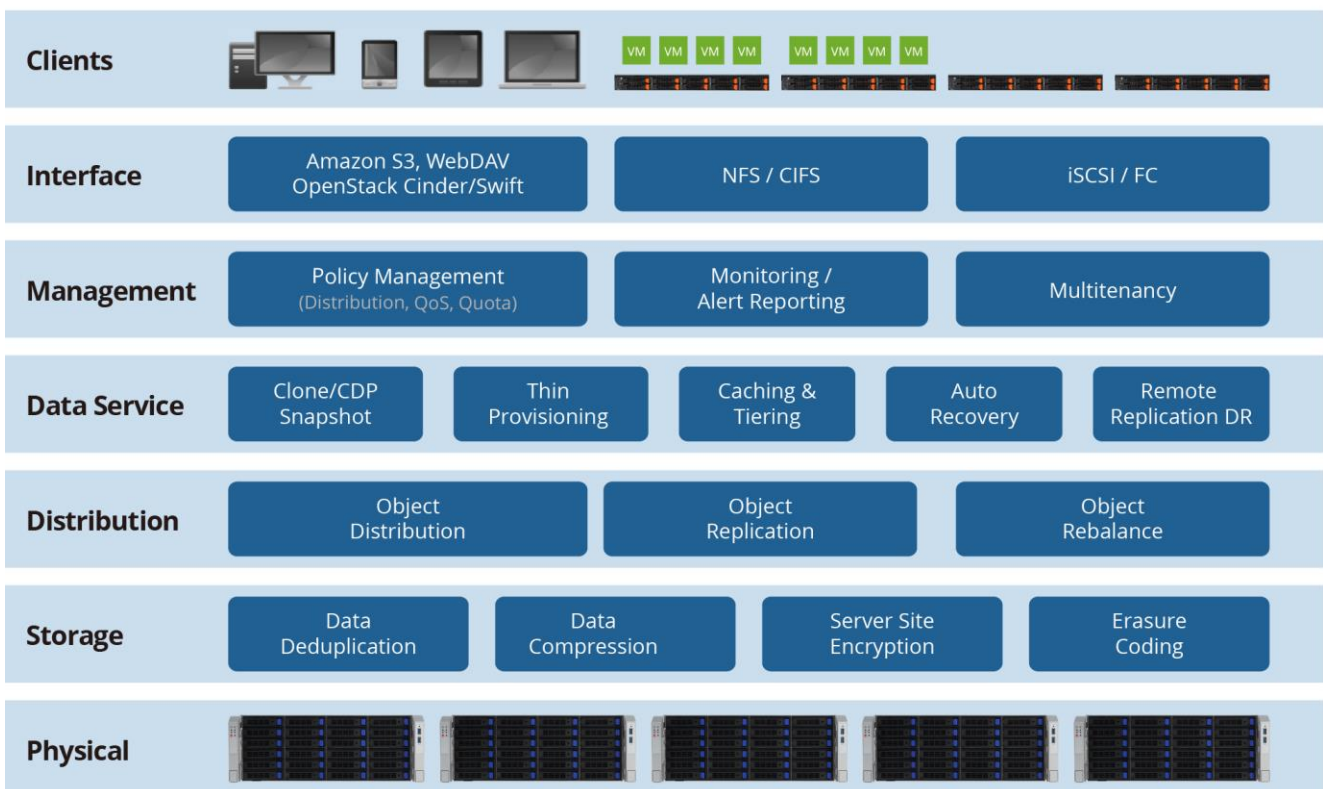 Clients
VM VM VM VM VM VM VM VM
Interface
Amazon S3, WebDAV
OpenStack Cinder/Swift
NFS / CIFS
iSCSI / FC
Management
Policy Management
(Distribution, QoS, Quota)
Monitoring /
Alert Reporting
Multitenancy
Data Service
Clone/CDP
Snapshot
Thin
Provisioning
Caching &
Tiering
Auto
Recovery
Remote
Replication DR
Distribution
Object
Distribution
Object
Replication
Object
Rebalance
Storage
Data
Deduplication
Data
Compression
Server Site
Encryption
Erasure
Coding
Physical